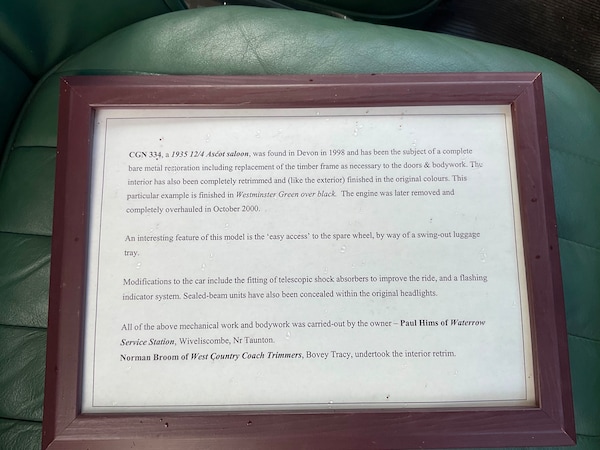 CGN 334, a 1935 12/4 Ascot saloon, was found in Devon in 1998 and has been the subject of a complete
bare metal restoration including replacement of the timber frame as necessary to the doors & bodywork. The
interior has also been completely retrimmed and (like the exterior) finished in the original colours. This
particular example is finished in Westminster Green over black. The engine was later removed and
completely overhauled in October 2000.
An interesting feature of this model is the ‘easy access’ to the spare wheel, by way of a swing-out luggage
tray.
Modifications to the car include the fitting of telescopic shock absorbers to improve the ride, and a flashing
indicator system. Sealed-beam units have also been concealed within the original headlights.
All of the above mechanical work and bodywork was carried-out by the owner – Paul Hims of Waterrow
Service Station, Wiveliscombe, Nr Taunton.
Norman Broom of West Country Coach Trimmers, Bovey Tracy, undertook the interior retrim.